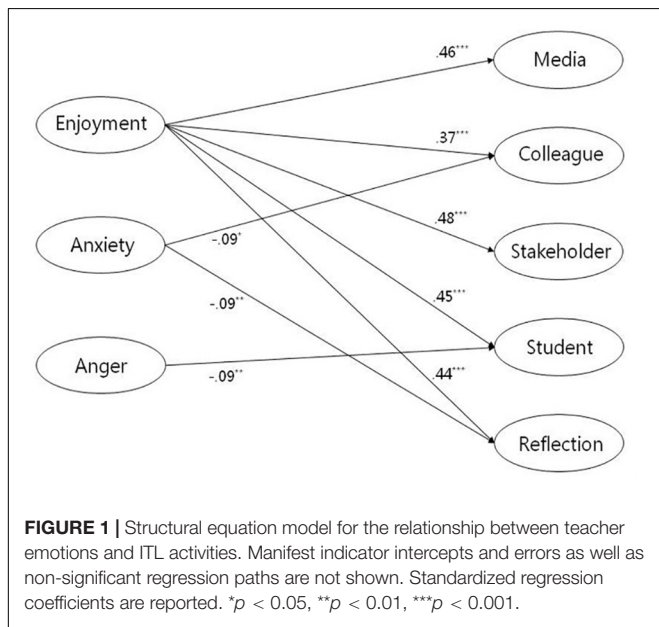 .46***
Media
Enjoyment
.37***
Colleague
.48***
Anxiety
-.09*
Stakeholder
-.09**
.45***
Student
Anger
-.09**
.44***
Reflection
FIGURE 1 | Structural equation model for the relationship between teacher
emotions and ITL activities. Manifest indicator intercepts and errors as well as
non-significant regression paths are not shown. Standardized regression
coefficients are reported. *p < 0.05, **p < 0.01, ***p < 0.001.